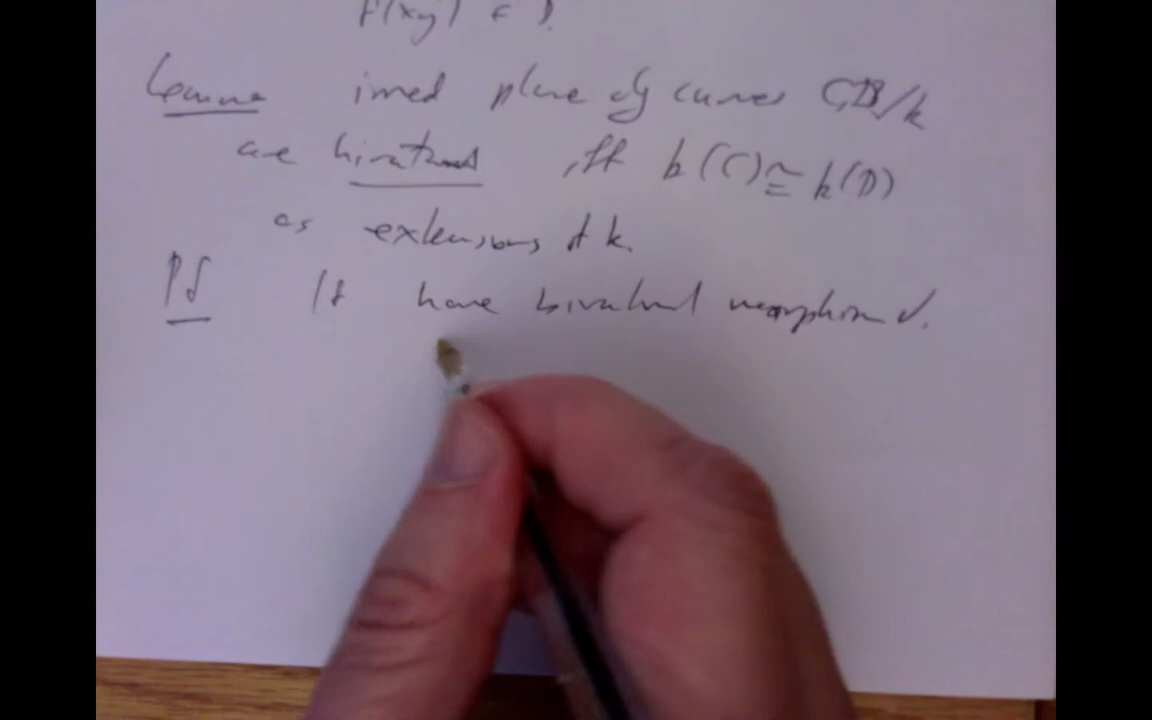 Lemma irred plane alg curves C,D/k
are birational iff k(C) ≅ k(D)
as extensions of k.
Pf If have birational morphism ✓.